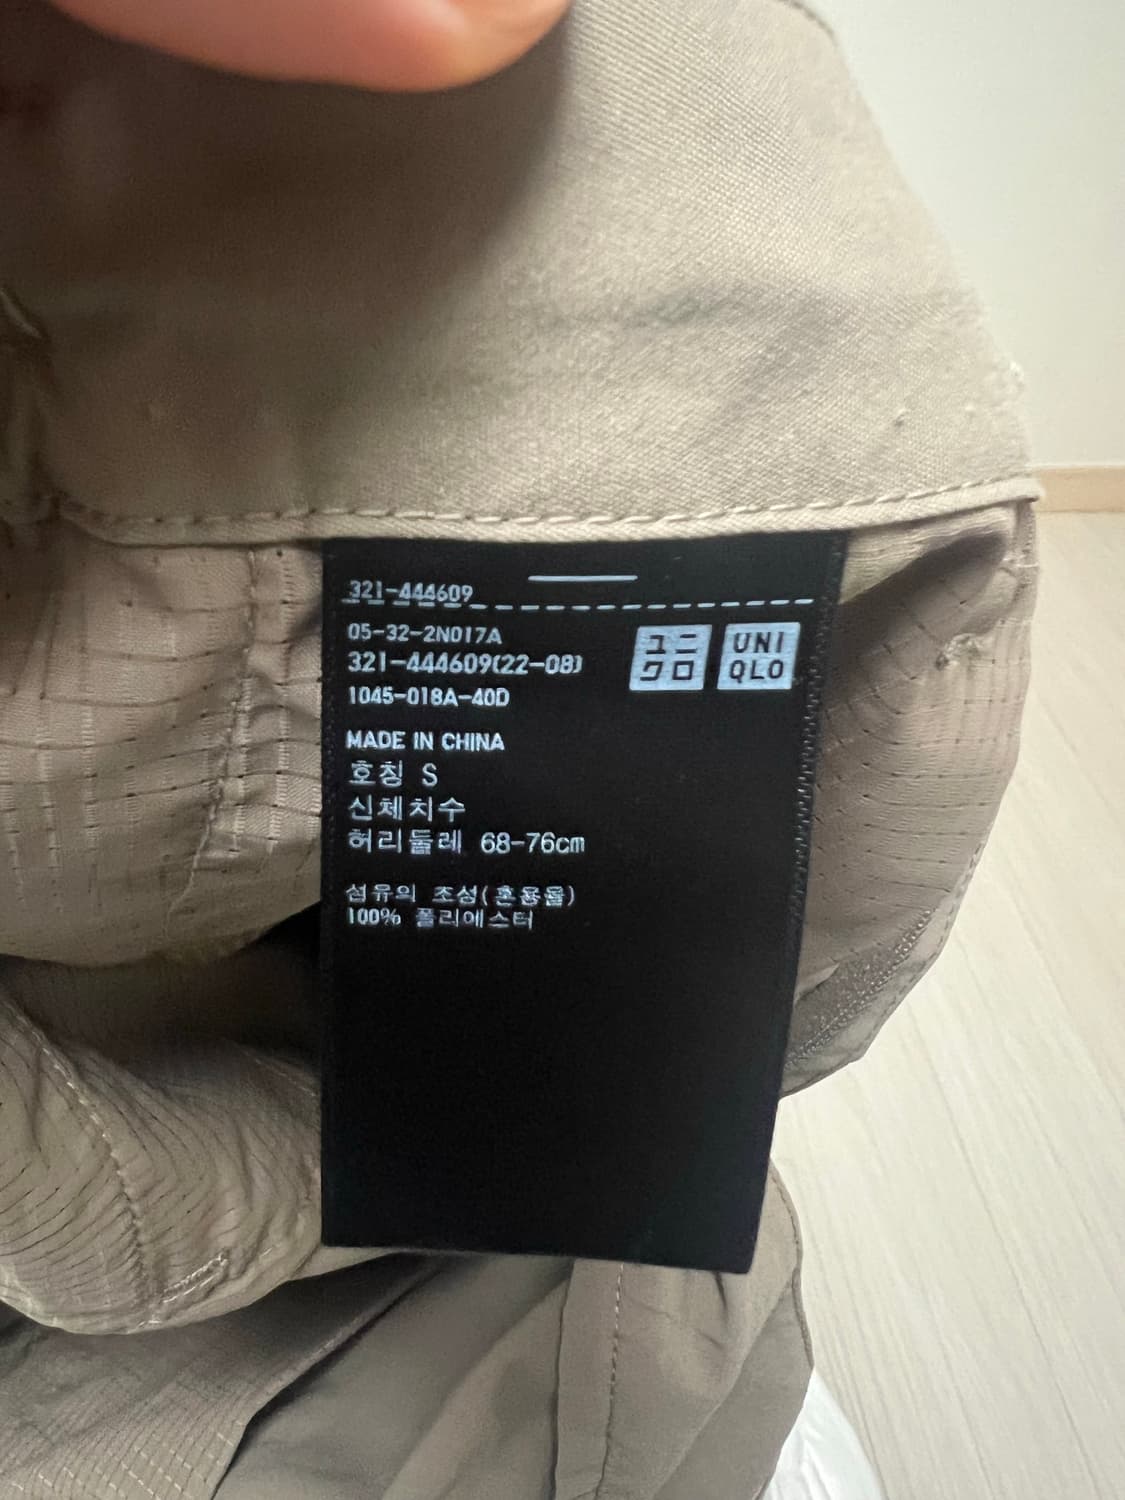 321-444609
05-32-2N017A
321-444609(22-08)
1045-018A-40D
ユニ
クロ
UNI
QLO
MADE IN CHINA
호칭 S
신체치수
허리둘레 68-76cm
섬유의 조성(혼용율)
100% 폴리에스터